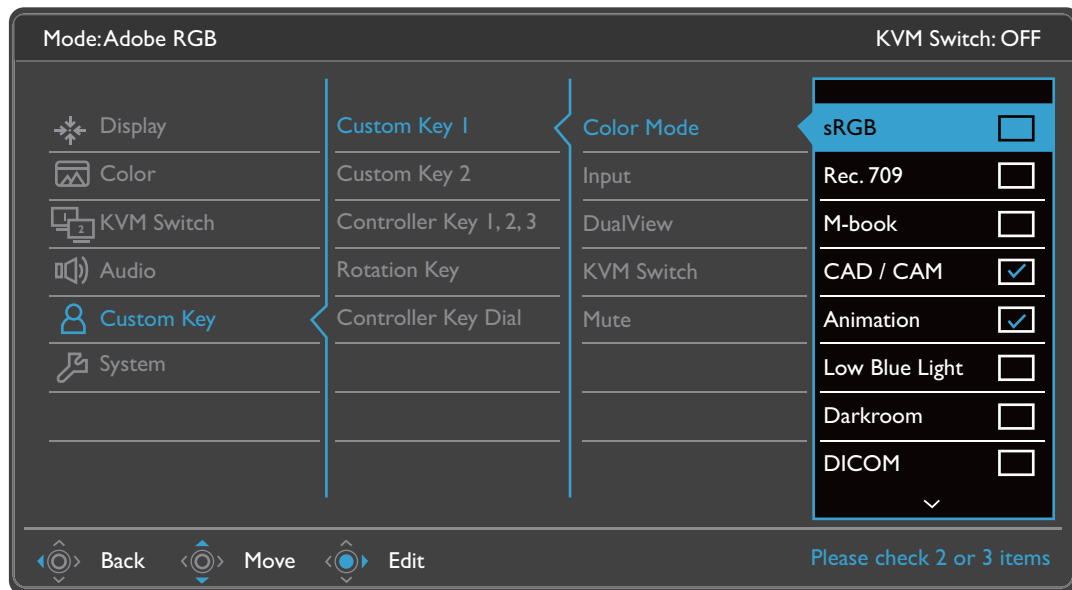 Mode:Adobe RGB
KVM Switch: OFF
Display
Color
1 2 KVM Switch
Audio
Custom Key
System
Custom Key 1
Custom Key 2
Controller Key 1, 2, 3
Rotation Key
Controller Key Dial
Color Mode
Input
DualView
KVM Switch
Mute
sRGB
Rec. 709
M-book
CAD / CAM
Animation
Low Blue Light
Darkroom
DICOM
Back
Move
Edit
Please check 2 or 3 items